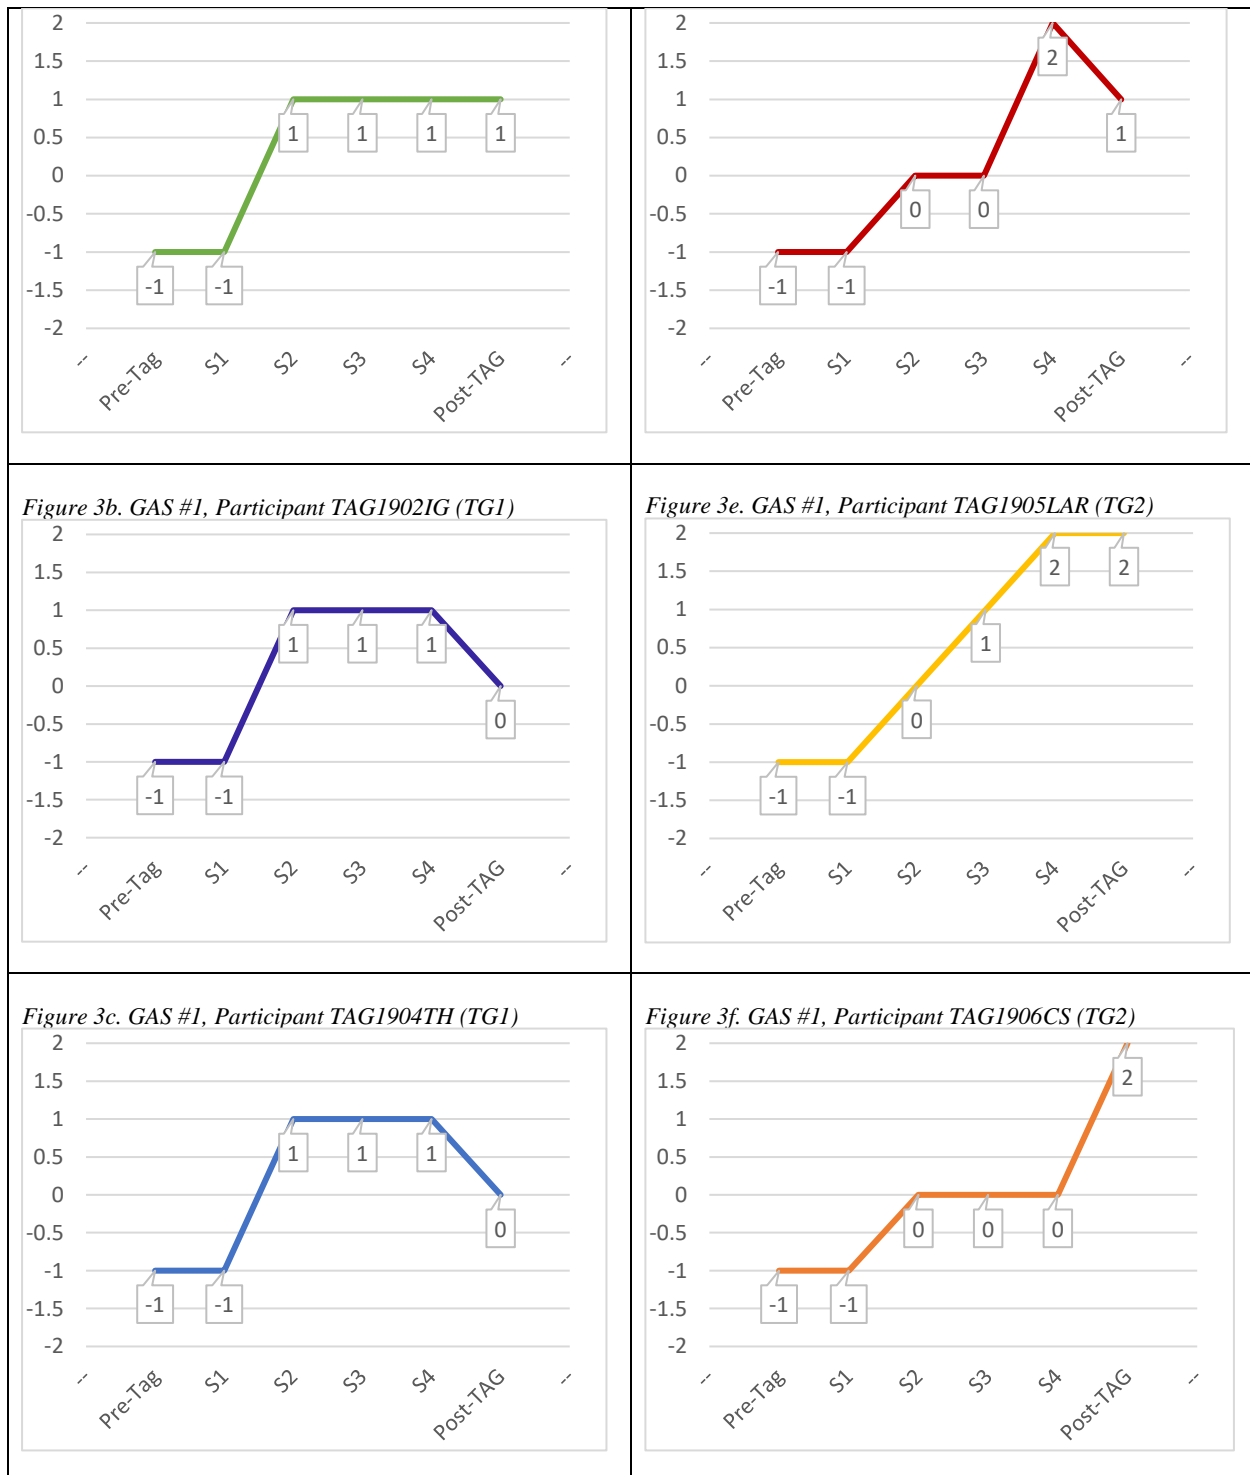 2
1.5
1
0.5
0
-0.5
-1
-1.5
-2
-1
-1
1
1
1
1
--
Pre-Tag
S1
S2
S3
S4
Post-TAG
--
2
1.5
1
0.5
0
-0.5
-1
-1.5
-2
-1
-1
0
0
2
1
--
Pre-Tag
S1
S2
S3
S4
Post-TAG
--
Figure 3b. GAS #1, Participant TAG1902IG (TG1)
2
1.5
1
0.5
0
-0.5
-1
-1.5
-2
-1
-1
1
1
1
0
--
Pre-Tag
S1
S2
S3
S4
Post-TAG
--
Figure 3e. GAS #1, Participant TAG1905LAR (TG2)
2
1.5
1
0.5
0
-0.5
-1
-1.5
-2
-1
-1
0
1
2
2
--
Pre-Tag
S1
S2
S3
S4
Post-TAG
--
Figure 3c. GAS #1, Participant TAG1904TH (TG1)
2
1.5
1
0.5
0
-0.5
-1
-1.5
-2
-1
-1
1
1
1
0
--
Pre-Tag
S1
S2
S3
S4
Post-TAG
--
Figure 3f. GAS #1, Participant TAG1906CS (TG2)
2
1.5
1
0.5
0
-0.5
-1
-1.5
-2
-1
-1
0
0
0
2
--
Pre-Tag
S1
S2
S3
S4
Post-TAG
--